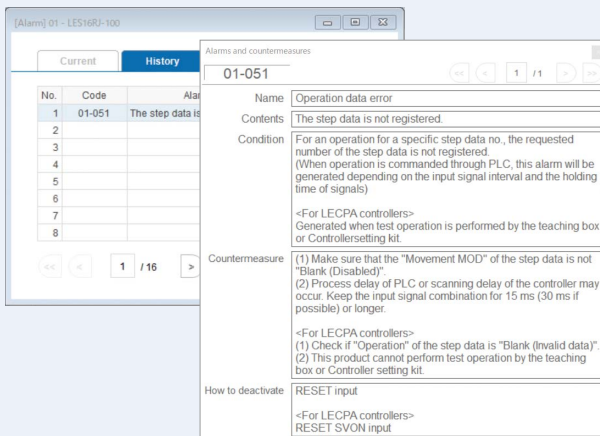 [Alarm] 01 - LES16RJ-100
Current
History
No.
Code
1
01-051
The step data is
2
3
4
5
6
7
8
<<
<
1
/ 16
>
Alarms and countermeasures
01-051
<<
<
1
/ 1
>
>>
Name
Operation data error
Contents
The step data is not registered.
Condition
For an operation for a specific step data no., the requested
number of the step data is not registered.
(When operation is commanded through PLC, this alarm will be
generated depending on the input signal interval and the holding
time of signals)
<For LECPA controllers>
Generated when test operation is performed by the teaching box
or Controllersetting kit.
Countermeasure
(1) Make sure that the "Movement MOD" of the step data is not
"Blank (Disabled)".
(2) Process delay of PLC or scanning delay of the controller may
occur. Keep the input signal combination for 15 ms (30 ms if
possible) or longer.
<For LECPA controllers>
(1) Check if "Operation" of the step data is "Blank (Invalid data)".
(2) This product cannot perform test operation by the teaching
box or Controller setting kit.
How to deactivate
RESET input
<For LECPA controllers>
RESET SVON input